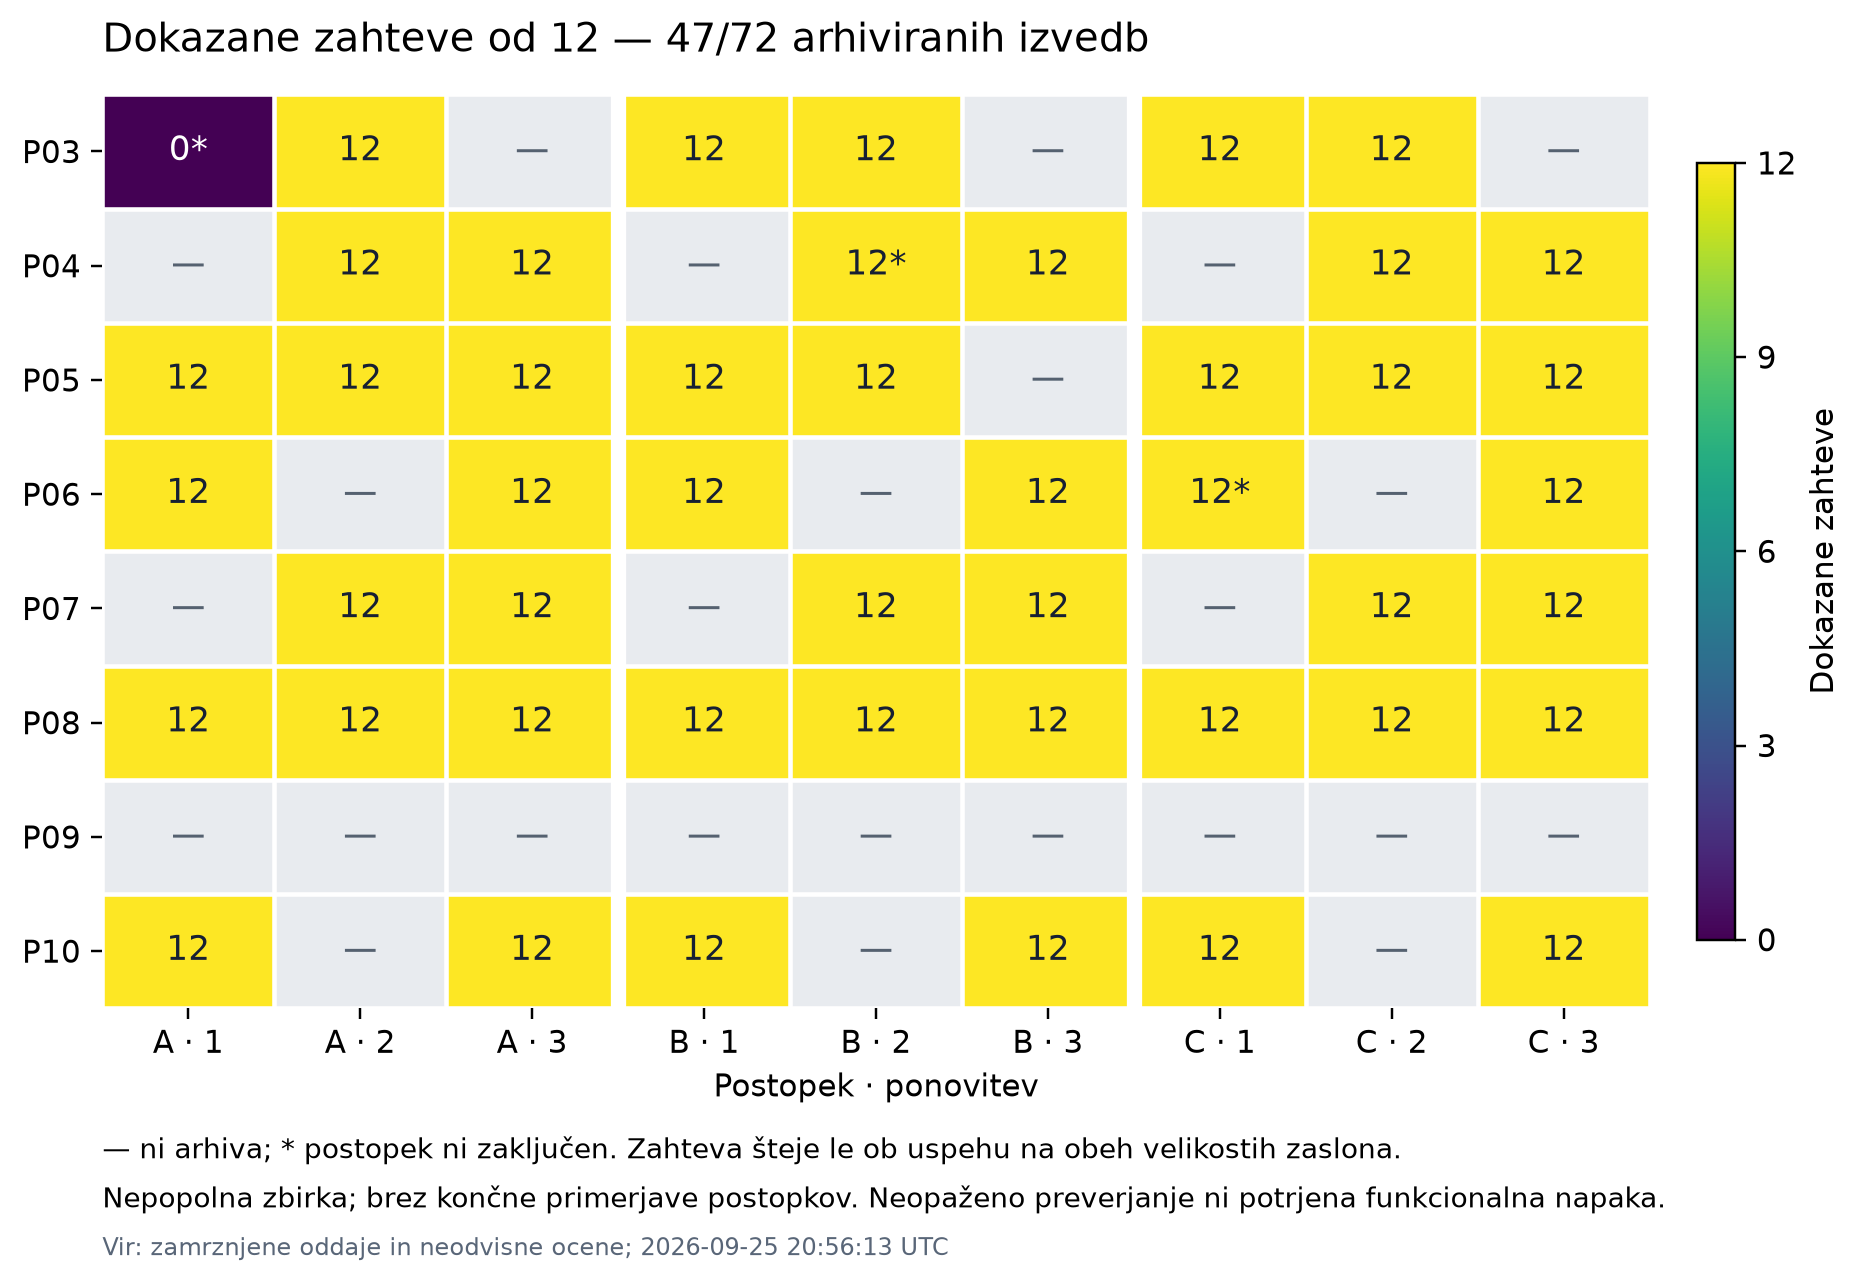 Dokazane zahteve od 12 — 47/72 arhiviranih izvedb
P03 0* 12 — 12 12 — 12 12 —
P04 — 12 12 — 12* 12 — 12 12
P05 12 12 12 12 12 — 12 12 12
P06 12 — 12 12 — 12 12* — 12
P07 — 12 12 — 12 12 — 12 12
P08 12 12 12 12 12 12 12 12 12
P09 — — — — — — — — —
P10 12 — 12 12 — 12 12 — 12
A · 1 A · 2 A · 3 B · 1 B · 2 B · 3 C · 1 C · 2 C · 3
Postopek · ponovitev
12
9
6
3
0
Dokazane zahteve
— ni arhiva; * postopek ni zaključen. Zahteva šteje le ob uspehu na obeh velikostih zaslona.
Nepopolna zbirka; brez končne primerjave postopkov. Neopaženo preverjanje ni potrjena funkcionalna napaka.
Vir: zamrznjene oddaje in neodvisne ocene; 2026-09-25 20:56:13 UTC